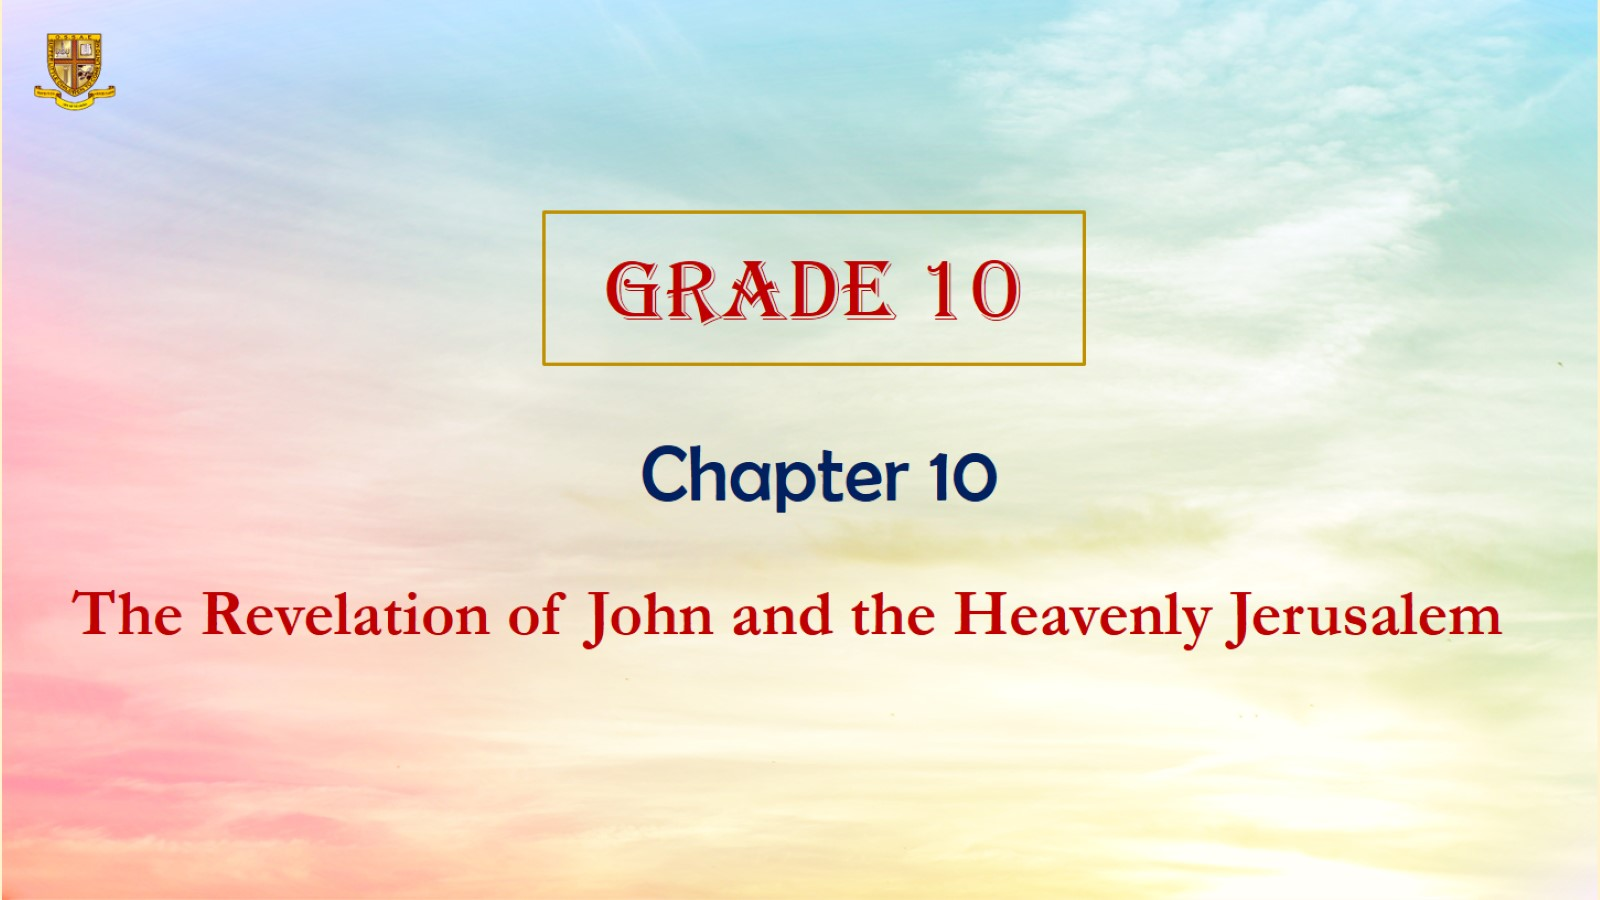 GRADE 10
Chapter 10
The Revelation of John and the Heavenly Jerusalem